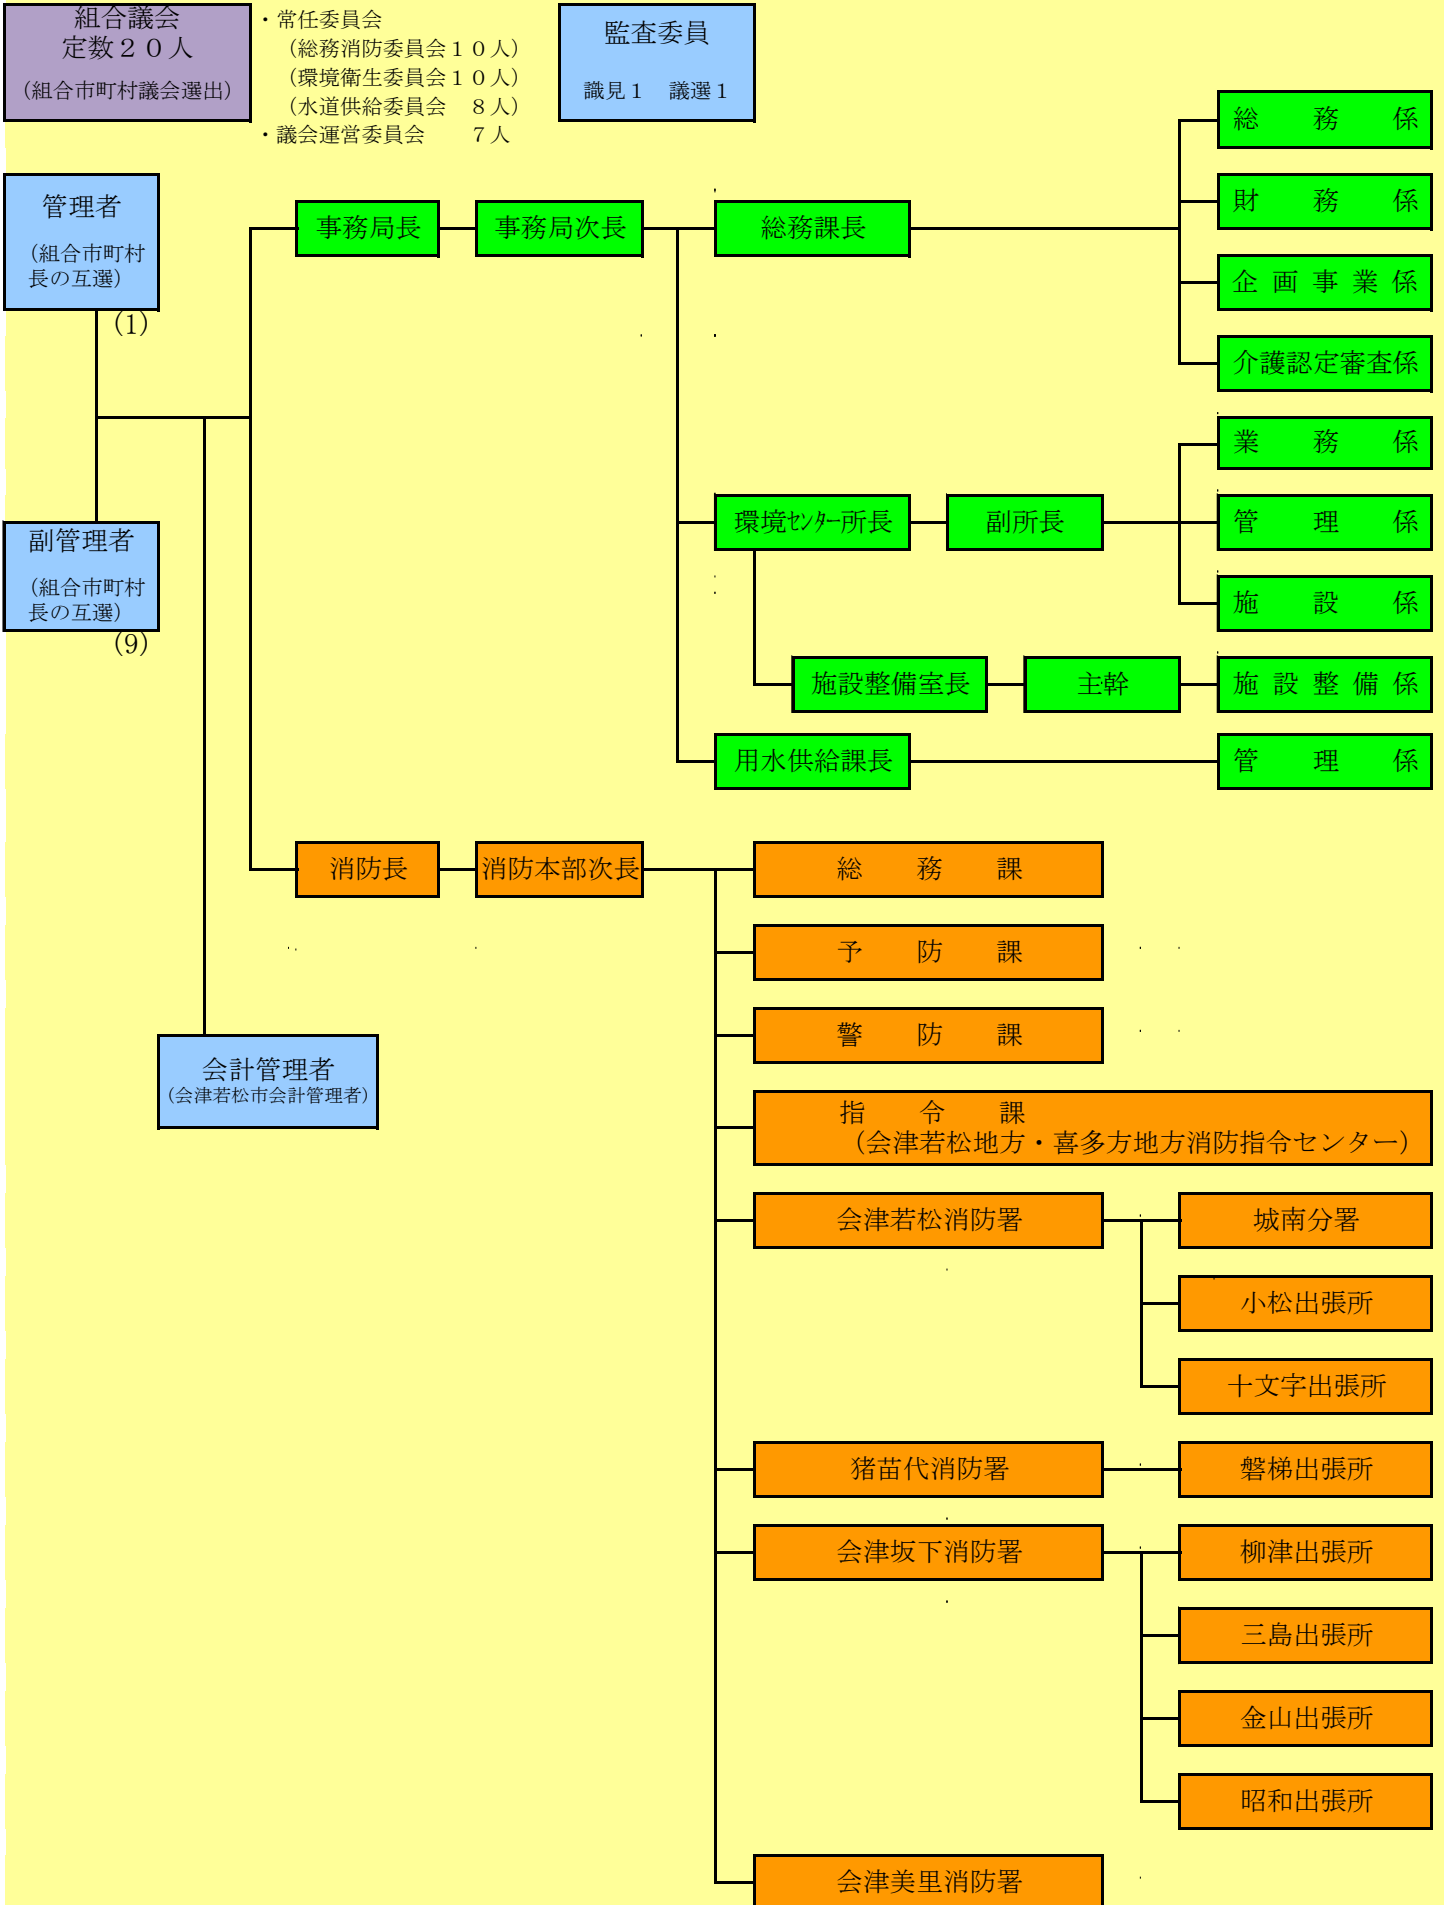 組合議会
定数２０人
（組合市町村議会選出）
・常任委員会
（総務消防委員会１０人）
（環境衛生委員会１０人）
（水道供給委員会　８人）
・議会運営委員会　　７人
監査委員
識見１　議選１
管理者
（組合市町村
長の互選）
(1)
副管理者
（組合市町村
長の互選）
(9)
会計管理者
（会津若松市会計管理者）
事務局長
事務局次長
総務課長
総　　務　　係
財　　務　　係
企 画 事 業 係
介護認定審査係
環境ｾﾝﾀｰ所長
副所長
業　　務　　係
管　　理　　係
施　　設　　係
施設整備室長
主幹
施 設 整 備 係
用水供給課長
管　　理　　係
消防長
消防本部次長
総　　務　　課
予　　防　　課
警　　防　　課
指　　令　　課
（会津若松地方・喜多方地方消防指令センター）
会津若松消防署
城南分署
小松出張所
十文字出張所
猪苗代消防署
磐梯出張所
会津坂下消防署
柳津出張所
三島出張所
金山出張所
昭和出張所
会津美里消防署